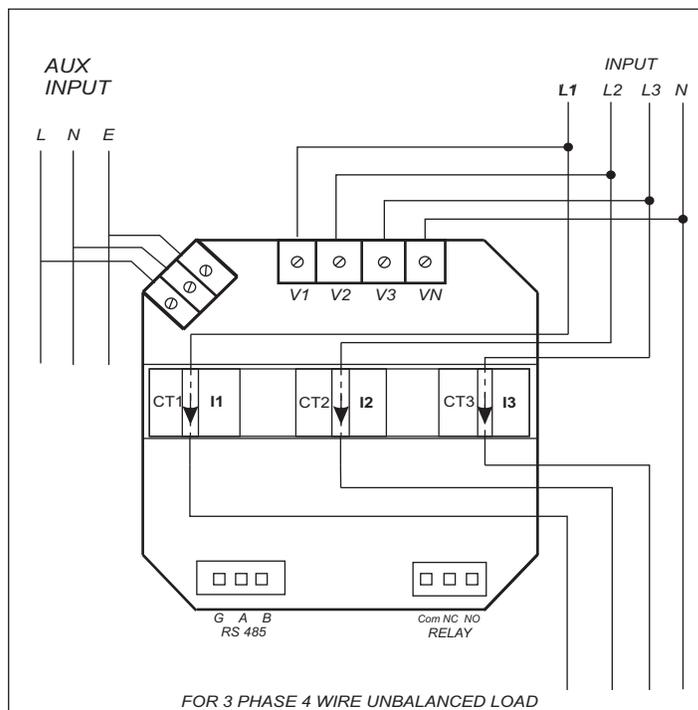 AUX
INPUT
L N E
INPUT
L1 L2 L3 N
V1 V2 V3 VN
CT1 I1 CT2 I2 CT3 I3
G A B
RS 485
Com NC NO
RELAY
FOR 3 PHASE 4 WIRE UNBALANCED LOAD